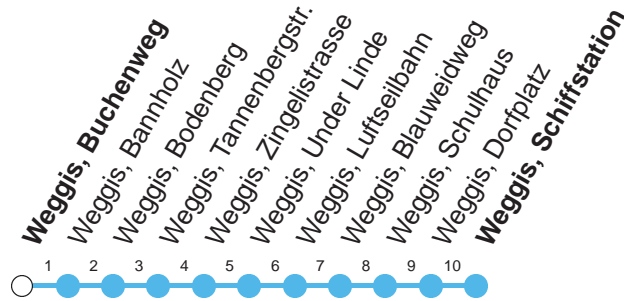 Weggis, Buchenweg
Weggis, Bannholz
Weggis, Bodenberg
Weggis, Tannenbergstr.
Weggis, Zingelistrasse
Weggis, Under Linde
Weggis, Luftseilbahn
Weggis, Blauweidweg
Weggis, Schulhaus
Weggis, Dorfplatz
Weggis, Schiffstation
1 2 3 4 5 6 7 8 9 10